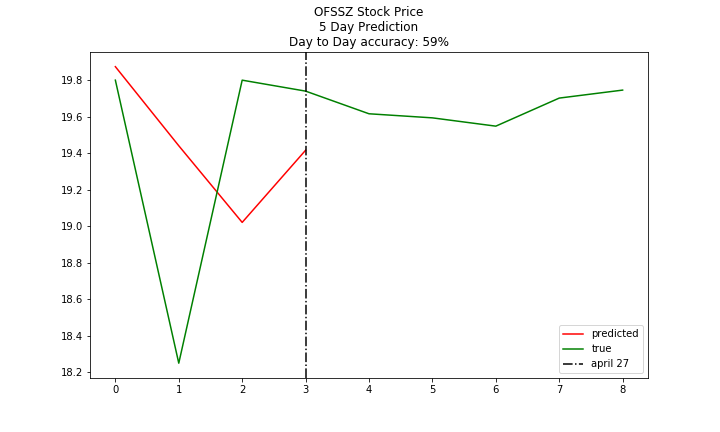 OFSSZ Stock Price
5 Day Prediction
Day to Day accuracy: 59%
19.8
19.6
19.4
19.2
19.0
18.8
18.6
18.4
18.2
0 1 2 3 4 5 6 7 8
predicted
true
april 27